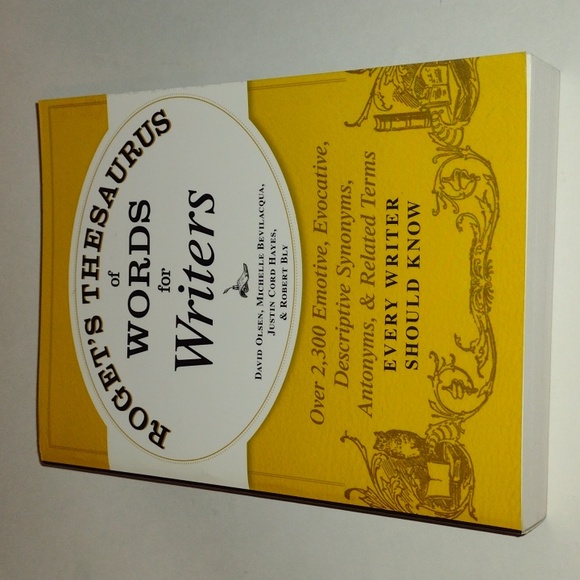 ROGET'S THESAURUS
of
WORDS
for
Writers
DAVID OLSEN, MICHELLE BEVILACQUA,
JUSTIN CORD HAYES,
& ROBERT BLY
Over 2,300 Emotive, Evocative,
Descriptive Synonyms,
Antonyms, & Related Terms
EVERY WRITER
SHOULD KNOW